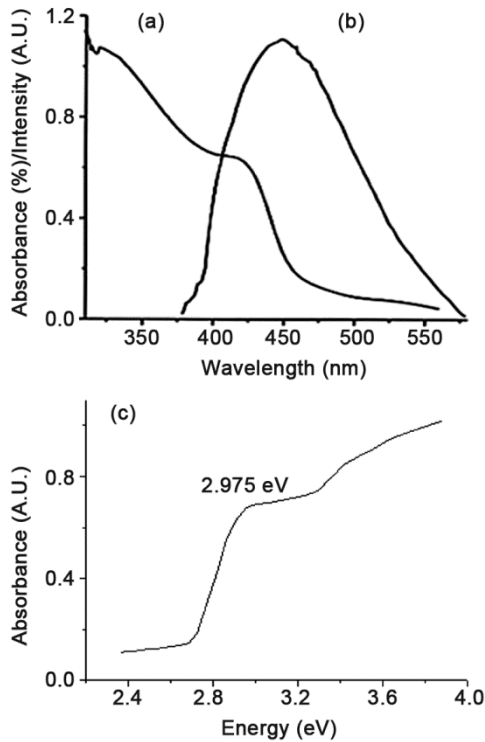 (a) (b)
Absorbance (%)/Intensity (A.U.)
1.2
0.8
0.4
0.0
350 400 450 500 550
Wavelength (nm)
(c)
2.975 eV
Absorbance (A.U.)
0.8
0.4
0.0
2.4 2.8 3.2 3.6 4.0
Energy (eV)